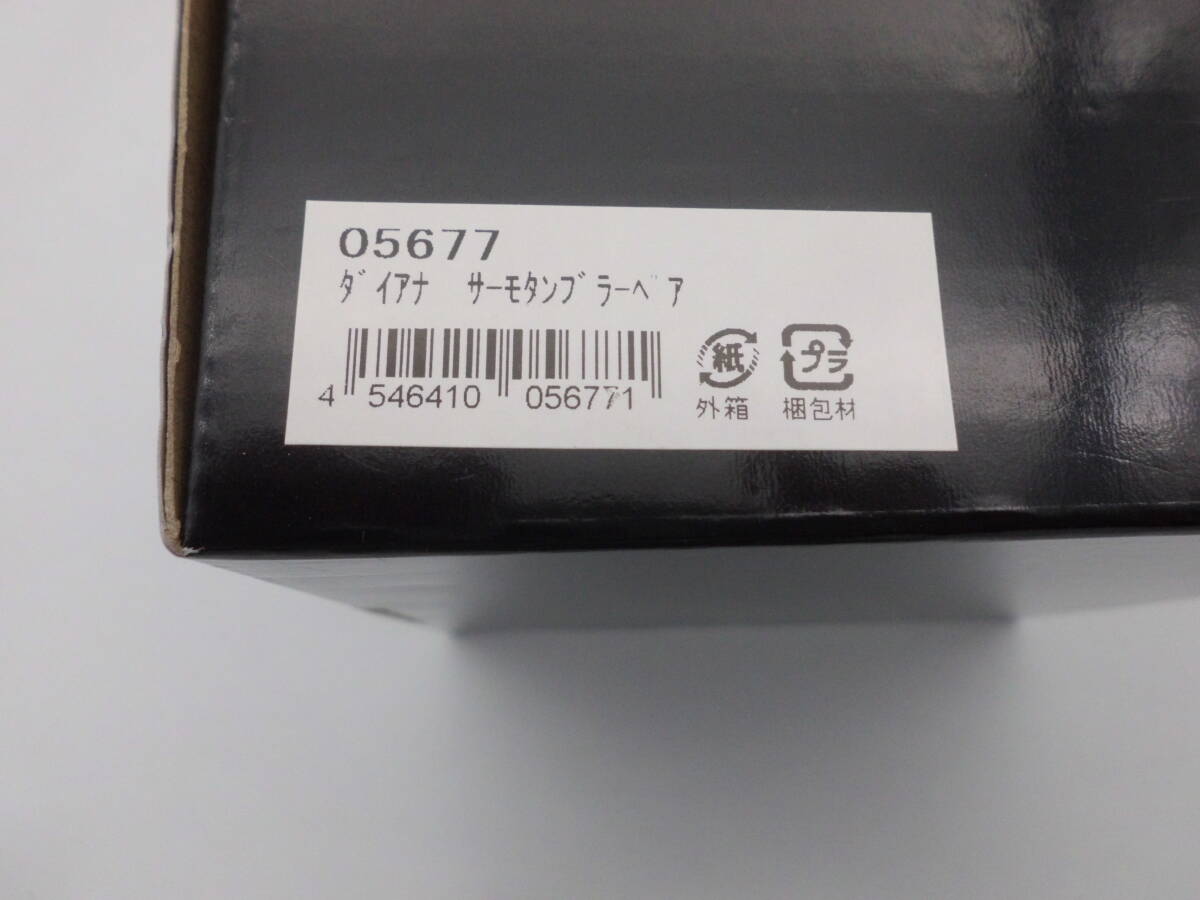 05677
ﾀﾞｲｱﾅ　ｻｰﾓﾀﾝﾌﾞﾗｰﾍﾞｱ
4 546410 056771
紙 プラ
外箱 梱包材